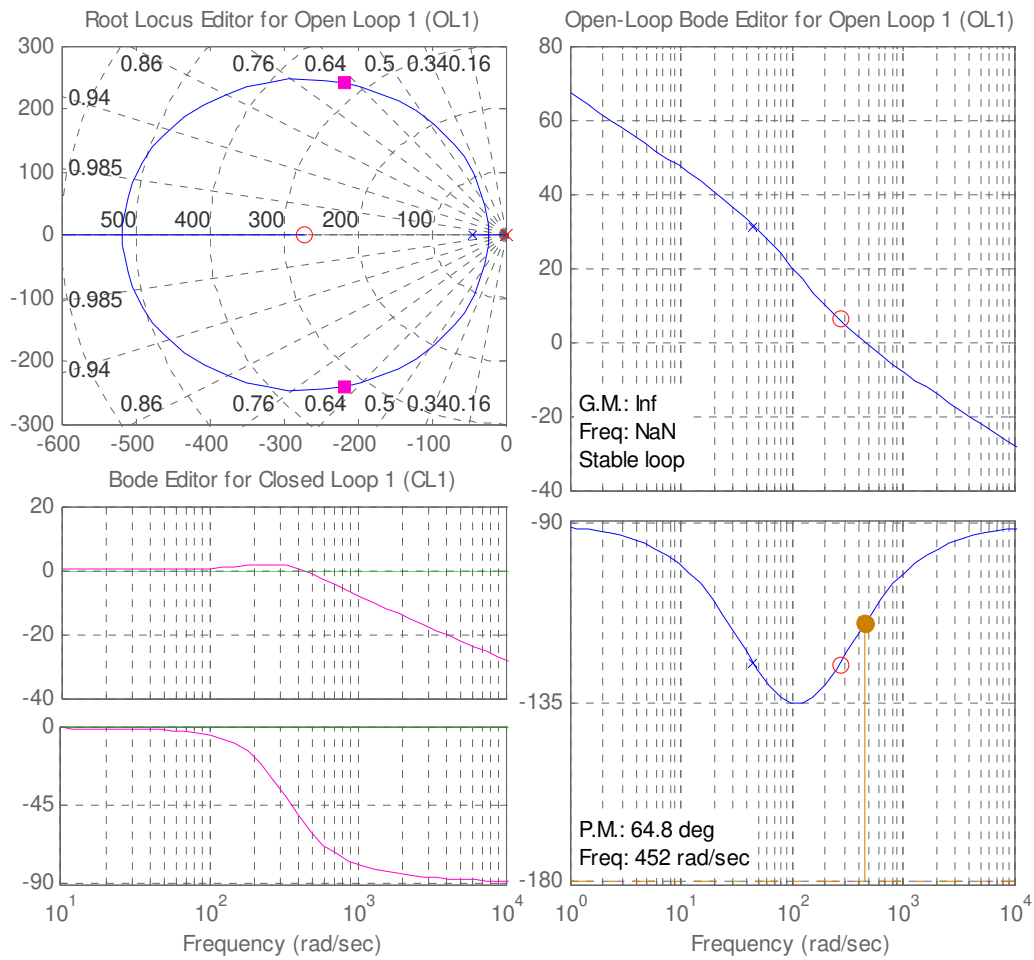 Root Locus Editor for Open Loop 1 (OL1)
300
200
100
0
-100
-200
-300
0.86 0.76 0.64 0.5 0.34 0.16
0.94
0.985
500 400 300 200 100
0.985
0.94
0.86 0.76 0.64 0.5 0.34 0.16
-600 -500 -400 -300 -200 -100 0
Open-Loop Bode Editor for Open Loop 1 (OL1)
80
60
40
20
0
-20
-40
G.M.: Inf
Freq: NaN
Stable loop
Bode Editor for Closed Loop 1 (CL1)
20
0
-20
-40
0
-45
-90
10^1 10^2 10^3 10^4
Frequency (rad/sec)
-90
-135
-180
P.M.: 64.8 deg
Freq: 452 rad/sec
10^0 10^1 10^2 10^3 10^4
Frequency (rad/sec)